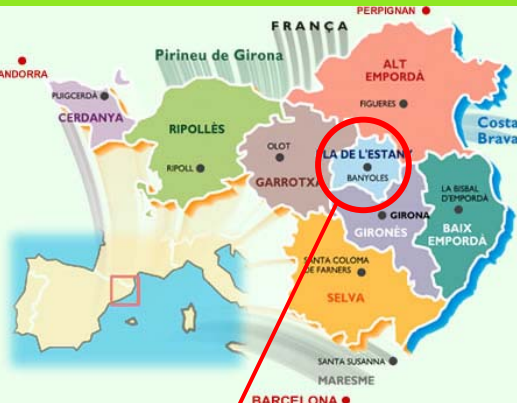 PERPIGNAN
FRANÇA
Pirineu de Girona
ALT
EMPORDÀ
ANDORRA
PUIGCERDÀ
CERDANYA
FIGUERES
RIPOLLÈS
Costa
Brava
OLOT
LA DE L'ESTANY
RIPOLL
BANYOLES
GARROTXA
LA BISBAL
D'EMPORDÀ
GIRONA
GIRONÈS
BAIX
EMPORDÀ
SANTA COLOMA
DE FARNERS
SELVA
SANTA SUSANNA
MARESME
BARCELONA